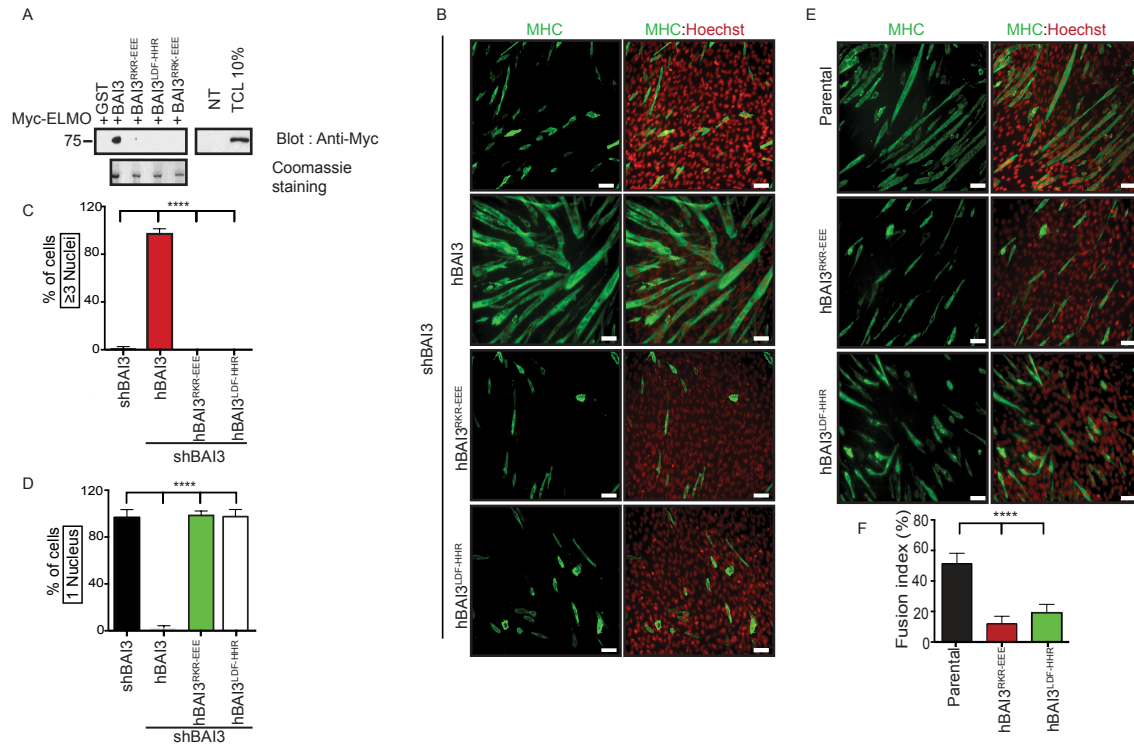 A
Myc-ELMO
+GST
+BAI3
+BAI3RKR-EEE
+BAI3LDF-HHR
+BAI3RRK-EEE
NT
TCL 10%
75
Blot : Anti-Myc
Coomassie
staining
C
% of cells
≥3 Nuclei
120
80
40
0
****
shBAI3
hBAI3
hBAI3RKR-EEE
hBAI3LDF-HHR
shBAI3
D
% of cells
1 Nucleus
120
80
40
0
****
shBAI3
hBAI3
hBAI3RKR-EEE
hBAI3LDF-HHR
shBAI3
B
MHC
MHC:Hoechst
shBAI3
hBAI3
hBAI3RKR-EEE
hBAI3LDF-HHR
E
MHC
MHC:Hoechst
Parental
hBAI3RKR-EEE
hBAI3LDF-HHR
F
Fusion index (%)
100
80
60
40
20
0
****
Parental
hBAI3RKR-EEE
hBAI3LDF-HHR